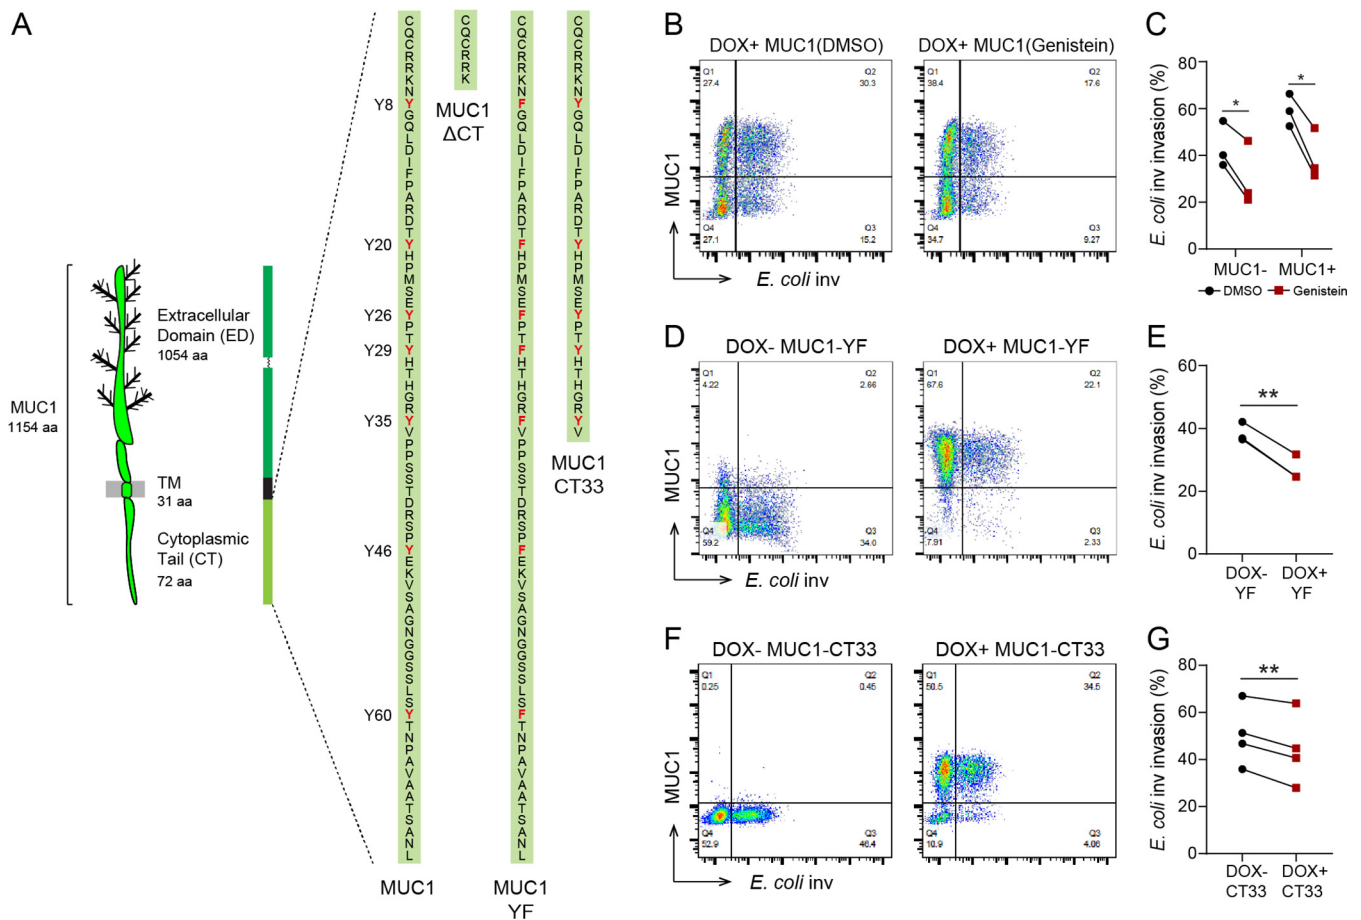 A
MUC1
1154 aa
Extracellular
Domain (ED)
1054 aa
TM
31 aa
Cytoplasmic
Tail (CT)
72 aa
Y8
Y20
Y26
Y29
Y35
Y46
Y60
CQCRRKNYGQLDIFPARDTYHPMSEYPTYHTHGRYVPPSSTDRSPYEKVSAGNGGSSLSYTNPAVAATSANL
MUC1
CQCRRK
MUC1
ΔCT
CQCRRKNFGQLDIFPARDTFHPMSEFPTFHTHGRFVPPSSTDRSPFEKVSAGNGGSSLSFTNPAVAATSANL
MUC1
YF
CQCRRKNYGQLDIFPARDTYHPMSEYPTYHTHGRYV
MUC1
CT33
B
DOX+ MUC1(DMSO)
Q1
27.4
Q2
30.3
Q4
27.1
Q3
15.2
MUC1
E. coli inv
DOX+ MUC1(Genistein)
Q1
38.4
Q2
17.6
Q4
34.7
Q3
9.27
C
E. coli inv invasion (%)
80
60
40
20
0
*
*
MUC1- MUC1+
DMSO Genistein
D
DOX- MUC1-YF
Q1
4.22
Q2
2.66
Q4
59.2
Q3
34.0
MUC1
E. coli inv
DOX+ MUC1-YF
Q1
67.6
Q2
22.1
Q4
7.91
Q3
2.33
E
E. coli inv invasion (%)
60
40
20
0
**
DOX- DOX+
YF YF
F
DOX- MUC1-CT33
Q1
0.25
Q2
0.45
Q4
52.9
Q3
46.4
MUC1
E. coli inv
DOX+ MUC1-CT33
Q1
50.5
Q2
34.5
Q4
10.9
Q3
4.06
G
E. coli inv invasion (%)
80
60
40
20
0
**
DOX- DOX+
CT33 CT33